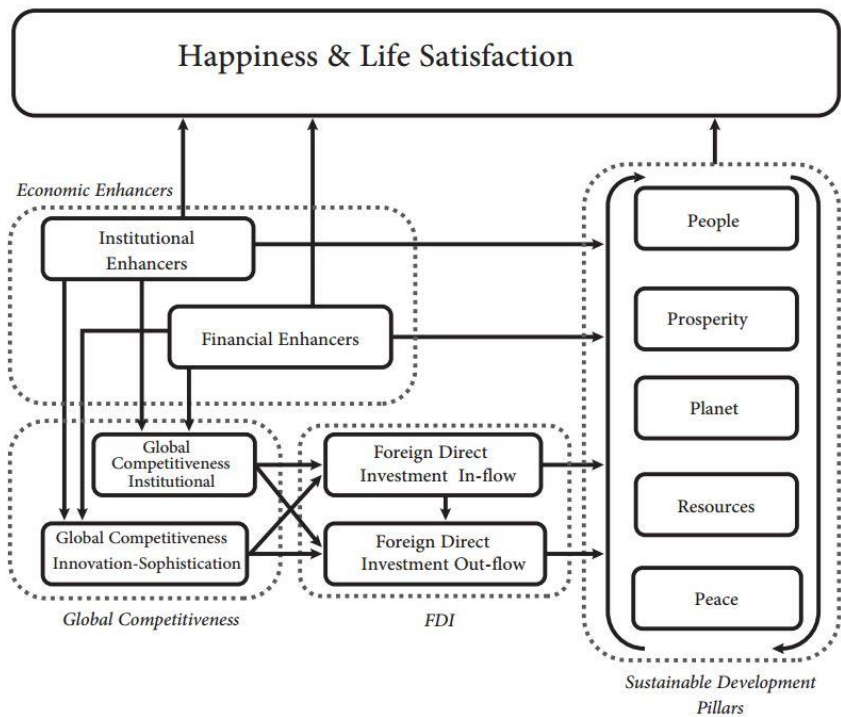 Happiness & Life Satisfaction
Economic Enhancers
Institutional
Enhancers
Financial Enhancers
Global
Competitiveness
Institutional
Global Competitiveness
Innovation-Sophistication
Global Competitiveness
Foreign Direct
Investment In-flow
Foreign Direct
Investment Out-flow
FDI
People
Prosperity
Planet
Resources
Peace
Sustainable Development
Pillars